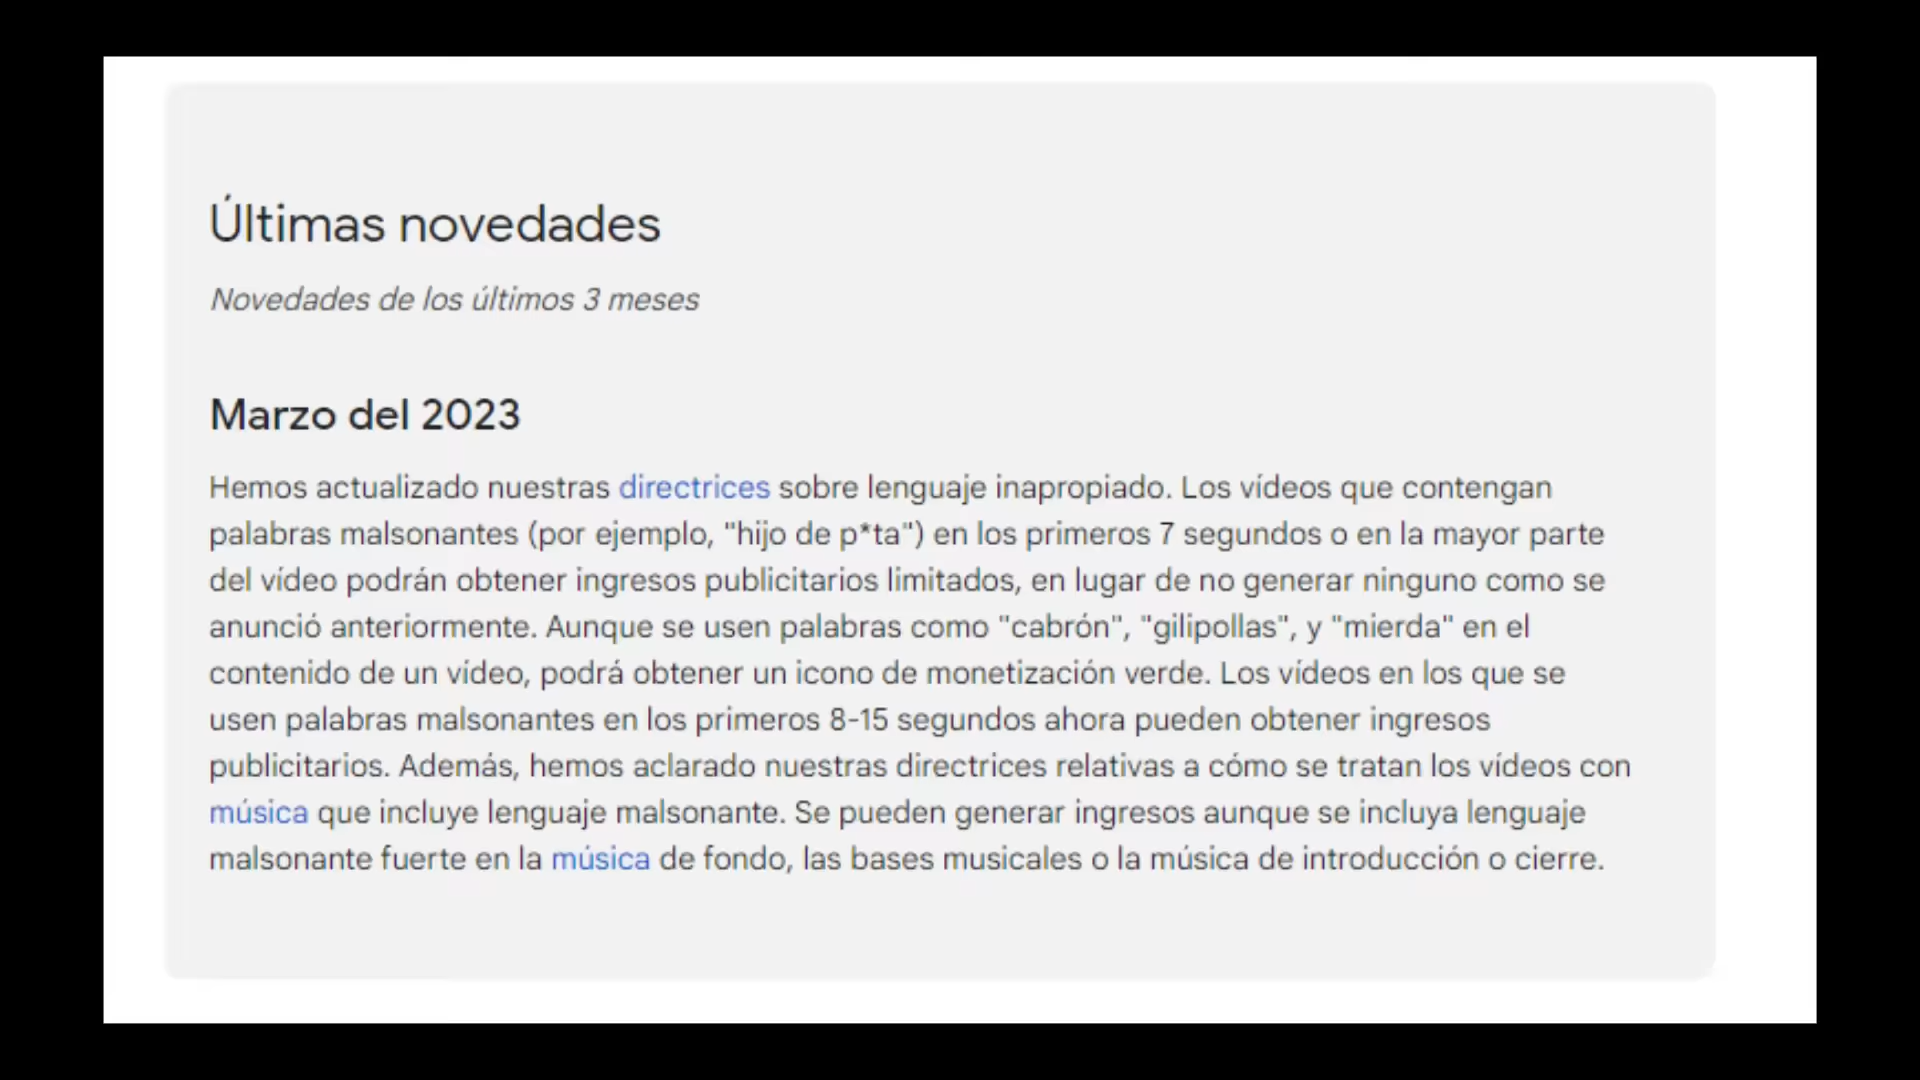 Últimas novedades
Novedades de los últimos 3 meses
Marzo del 2023
Hemos actualizado nuestras directrices sobre lenguaje inapropiado. Los vídeos que contengan
palabras malsonantes (por ejemplo, "hijo de p*ta") en los primeros 7 segundos o en la mayor parte
del vídeo podrán obtener ingresos publicitarios limitados, en lugar de no generar ninguno como se
anunció anteriormente. Aunque se usen palabras como "cabrón", "gilipollas", y "mierda" en el
contenido de un vídeo, podrá obtener un icono de monetización verde. Los vídeos en los que se
usen palabras malsonantes en los primeros 8-15 segundos ahora pueden obtener ingresos
publicitarios. Además, hemos aclarado nuestras directrices relativas a cómo se tratan los vídeos con
música que incluye lenguaje malsonante. Se pueden generar ingresos aunque se incluya lenguaje
malsonante fuerte en la música de fondo, las bases musicales o la música de introducción o cierre.